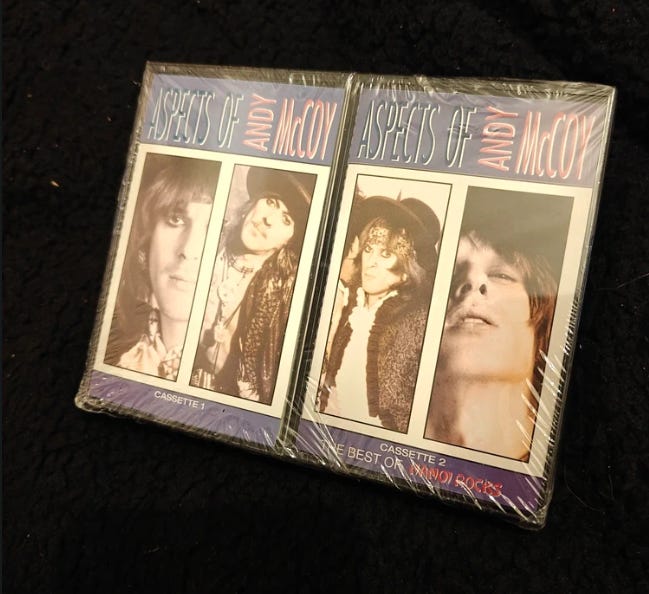 ASPECTS OF ANDY McCOY
CASSETTE 1
ASPECTS OF ANDY McCOY
CASSETTE 2
THE BEST OF HANOI ROCKS